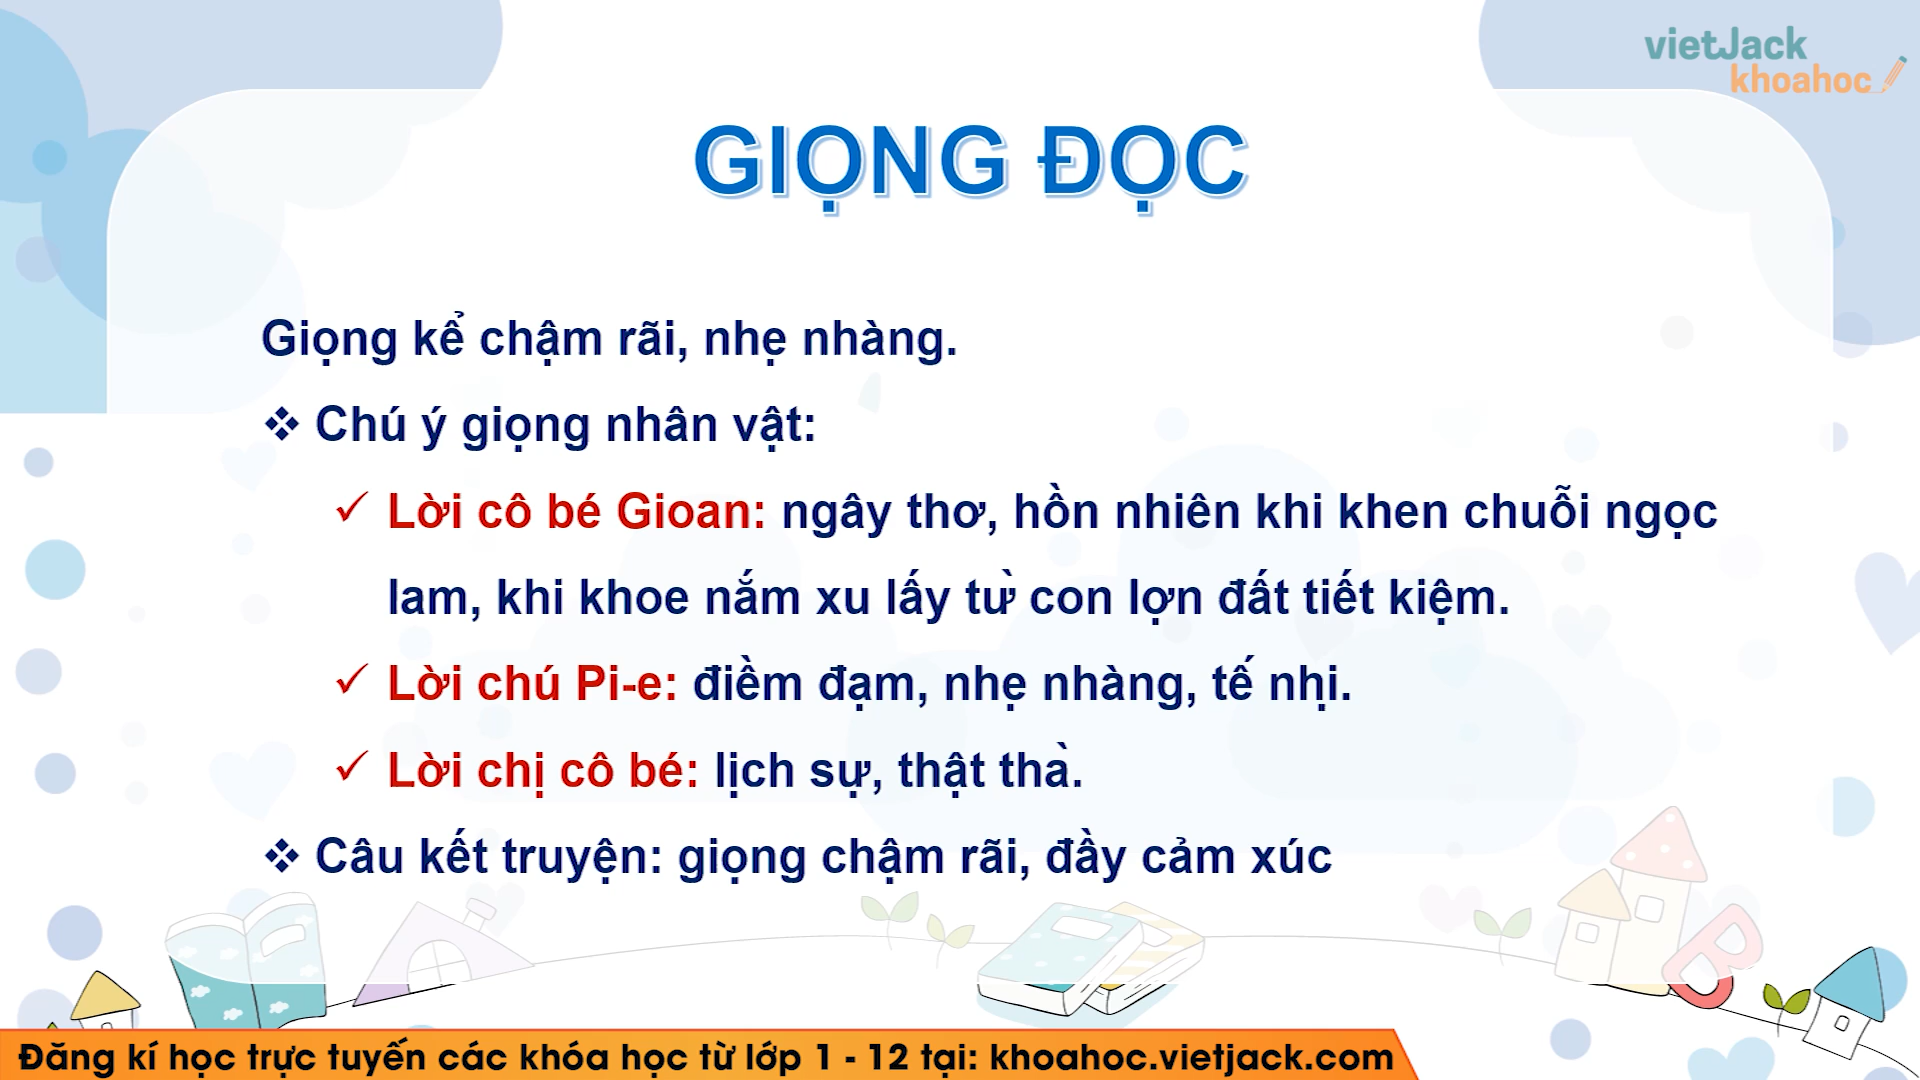 vietJack
khoahoc
GIỌNG ĐỌC
Giọng kể chậm rãi, nhẹ nhàng.
❖ Chú ý giọng nhân vật:
✓ Lời cô bé Gioan: ngây thơ, hồn nhiên khi khen chuỗi ngọc
lam, khi khoe nắm xu lấy từ con lợn đất tiết kiệm.
✓ Lời chú Pi-e: điềm đạm, nhẹ nhàng, tế nhị.
✓ Lời chị cô bé: lịch sự, thật thà.
❖ Câu kết truyện: giọng chậm rãi, đầy cảm xúc
B
Đăng kí học trực tuyến các khóa học từ lớp 1 - 12 tại: khoahoc.vietjack.com